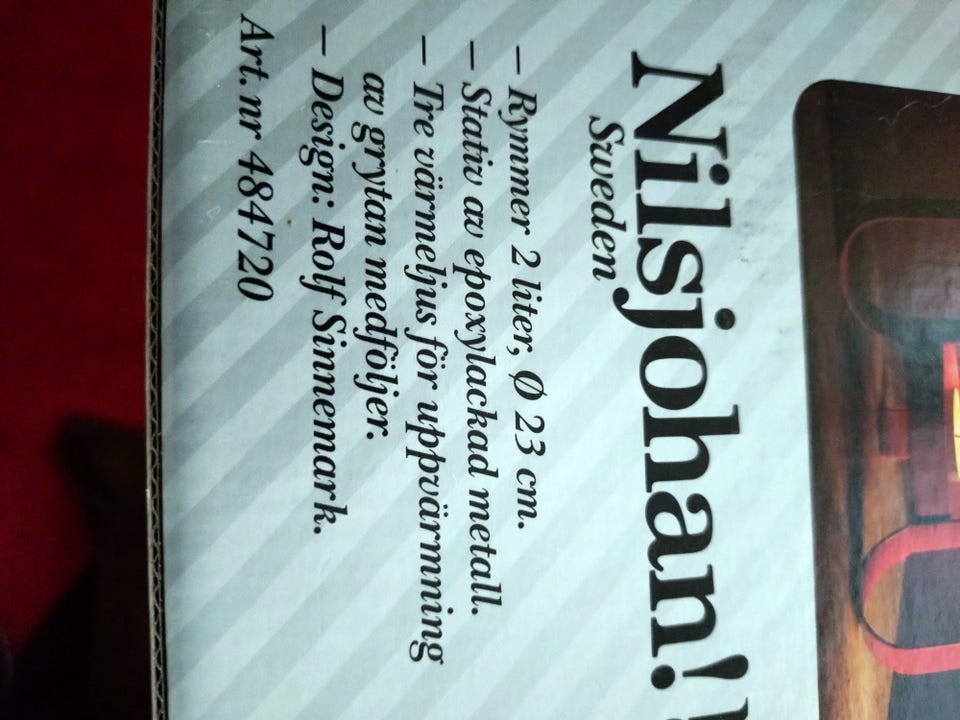 Nilsjohan!
Sweden
– Rymmer 2 liter, Ø 23 cm.
– Stativ av epoxylackad metall.
– Tre värmeljus för uppvärmning
av grytan medföljer.
– Design: Rolf Sinnemark.
Art. nr 484720